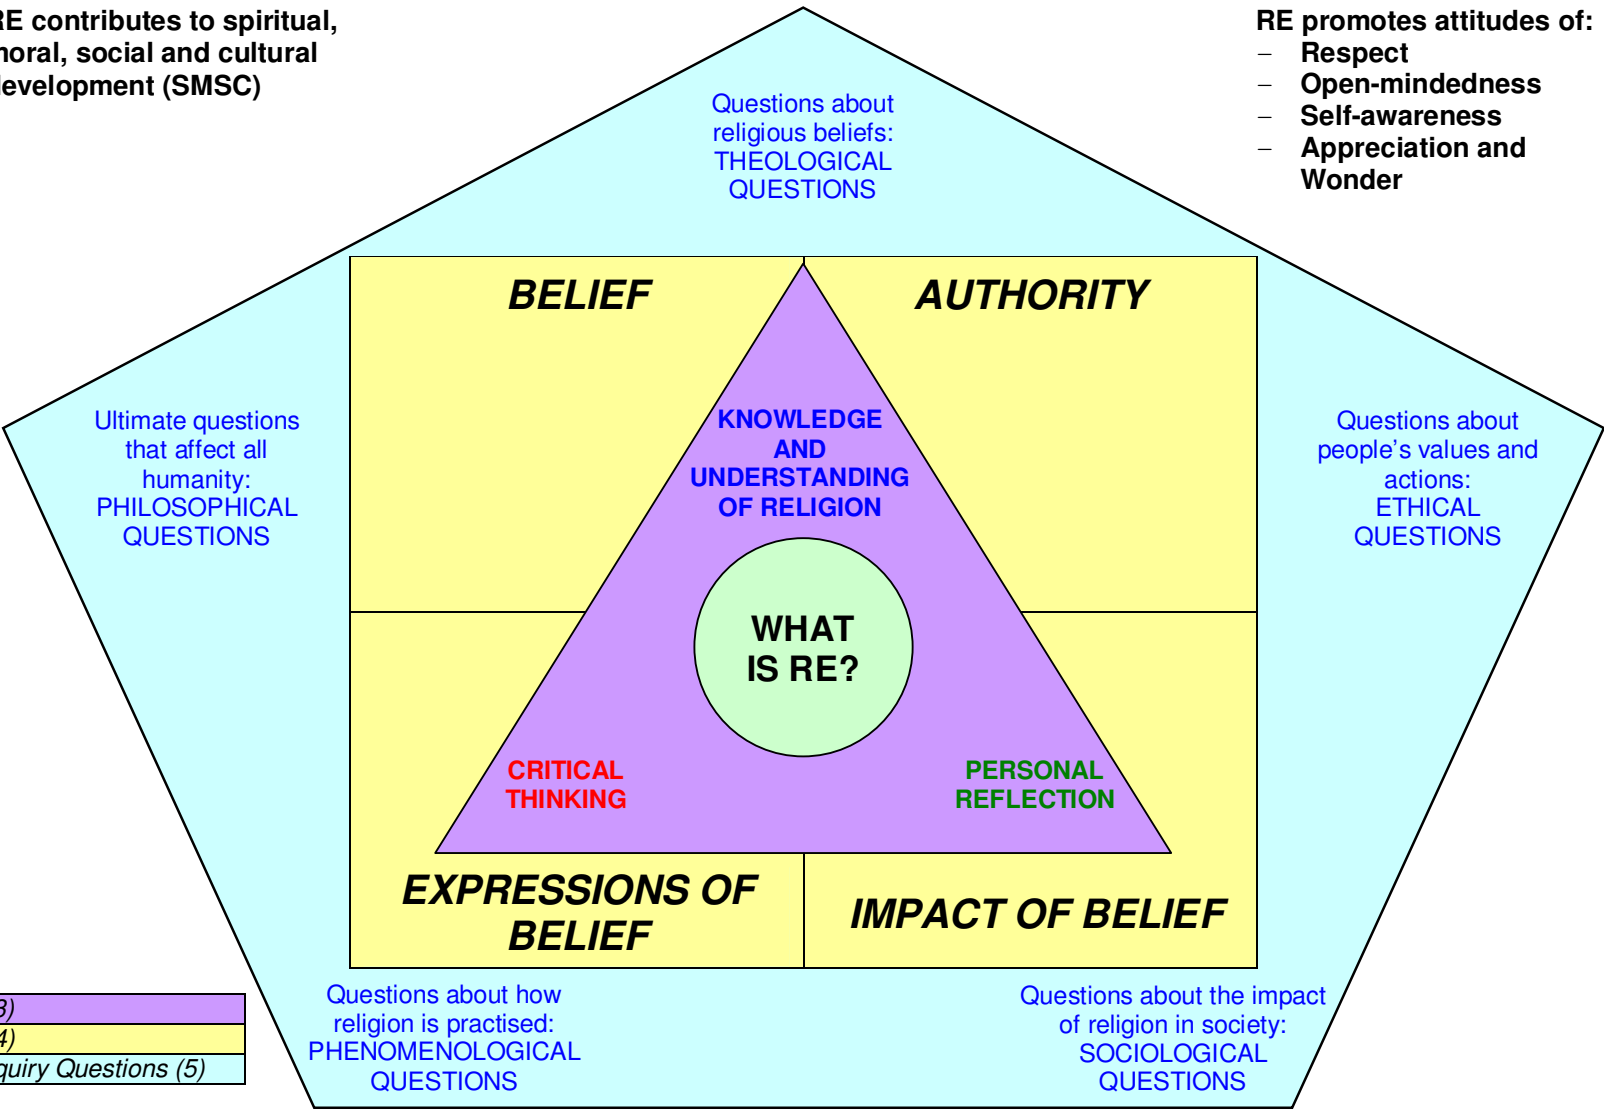 RE contributes to spiritual,
moral, social and cultural
development (SMSC)
RE promotes attitudes of:
– Respect
– Open-mindedness
– Self-awareness
– Appreciation and
Wonder
Questions about
religious beliefs:
THEOLOGICAL
QUESTIONS
BELIEF
AUTHORITY
Ultimate questions
that affect all
humanity:
PHILOSOPHICAL
QUESTIONS
KNOWLEDGE
AND
UNDERSTANDING
OF RELIGION
Questions about
people’s values and
actions:
ETHICAL
QUESTIONS
WHAT
IS RE?
CRITICAL
THINKING
PERSONAL
REFLECTION
EXPRESSIONS OF
BELIEF
IMPACT OF BELIEF
Questions about how
religion is practised:
PHENOMENOLOGICAL
QUESTIONS
Questions about the impact
of religion in society:
SOCIOLOGICAL
QUESTIONS
3)
4)
quiry Questions (5)